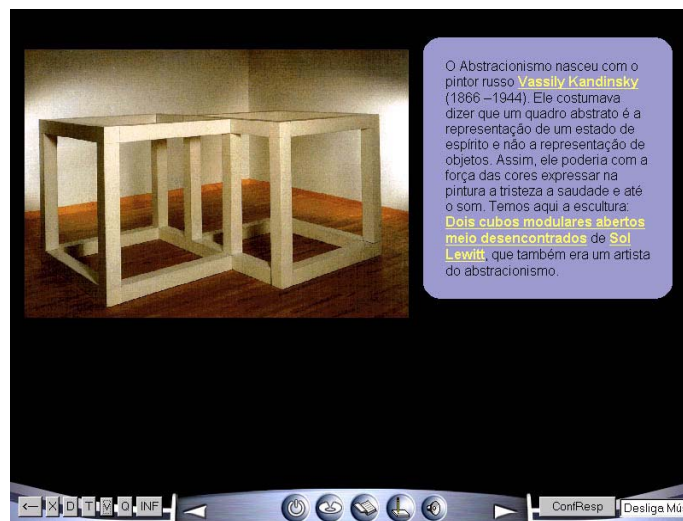 O Abstracionismo nasceu com o
pintor russo Vassily Kandinsky
(1866 –1944). Ele costumava
dizer que um quadro abstrato é a
representação de um estado de
espírito e não a representação de
objetos. Assim, ele poderia com a
força das cores expressar na
pintura a tristeza a saudade e até
o som. Temos aqui a escultura:
Dois cubos modulares abertos
meio desencontrados de Sol
Lewitt, que também era um artista
do abstracionismo.
X D T V O INF ConfResp Desliga Mú